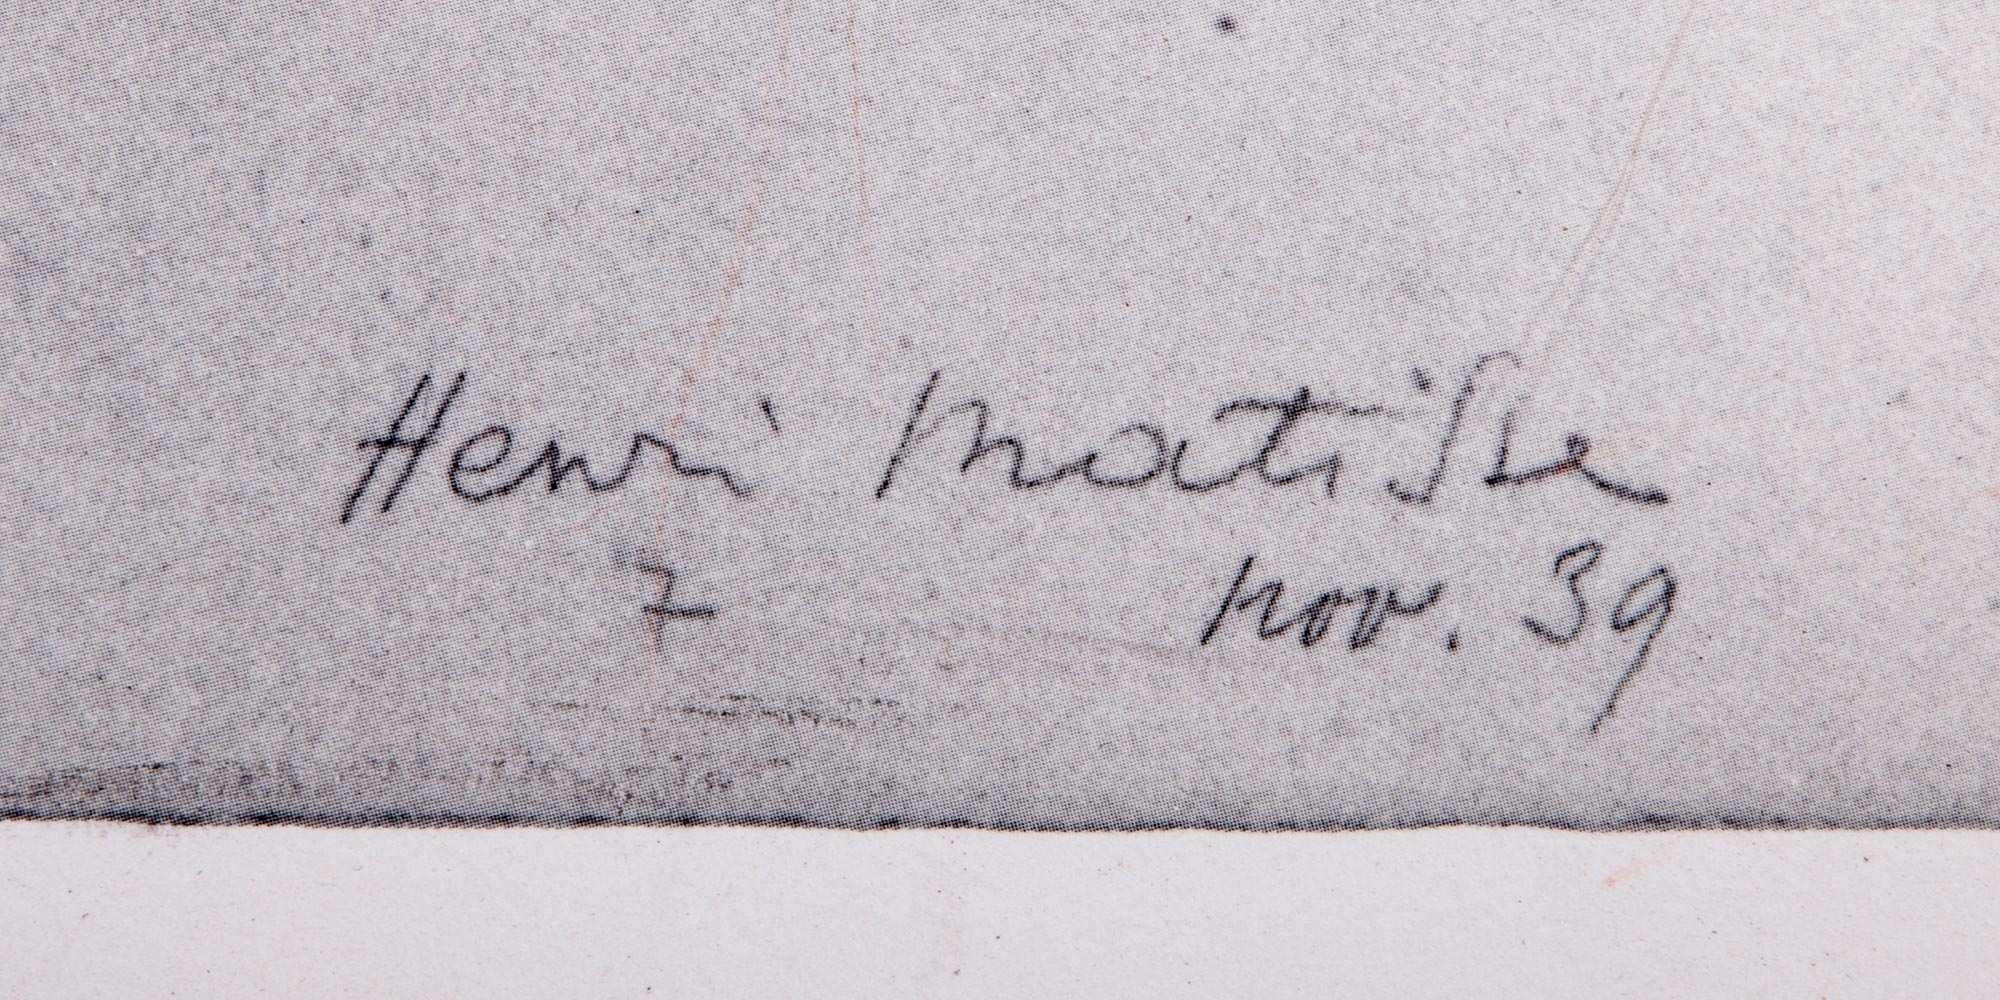 Henri Matisse
7 nov. 39